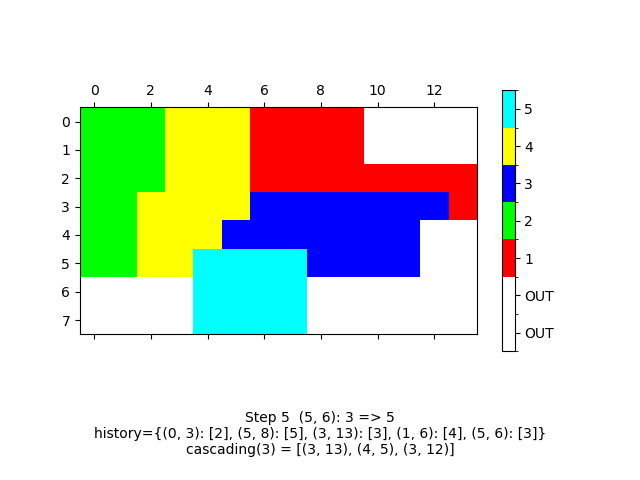 0 2 4 6 8 10 12
0
1
2
3
4
5
6
7
5
4
3
2
1
OUT
OUT
Step 5  (5, 6): 3 => 5
history={(0, 3): [2], (5, 8): [5], (3, 13): [3], (1, 6): [4], (5, 6): [3]}
cascading(3) = [(3, 13), (4, 5), (3, 12)]